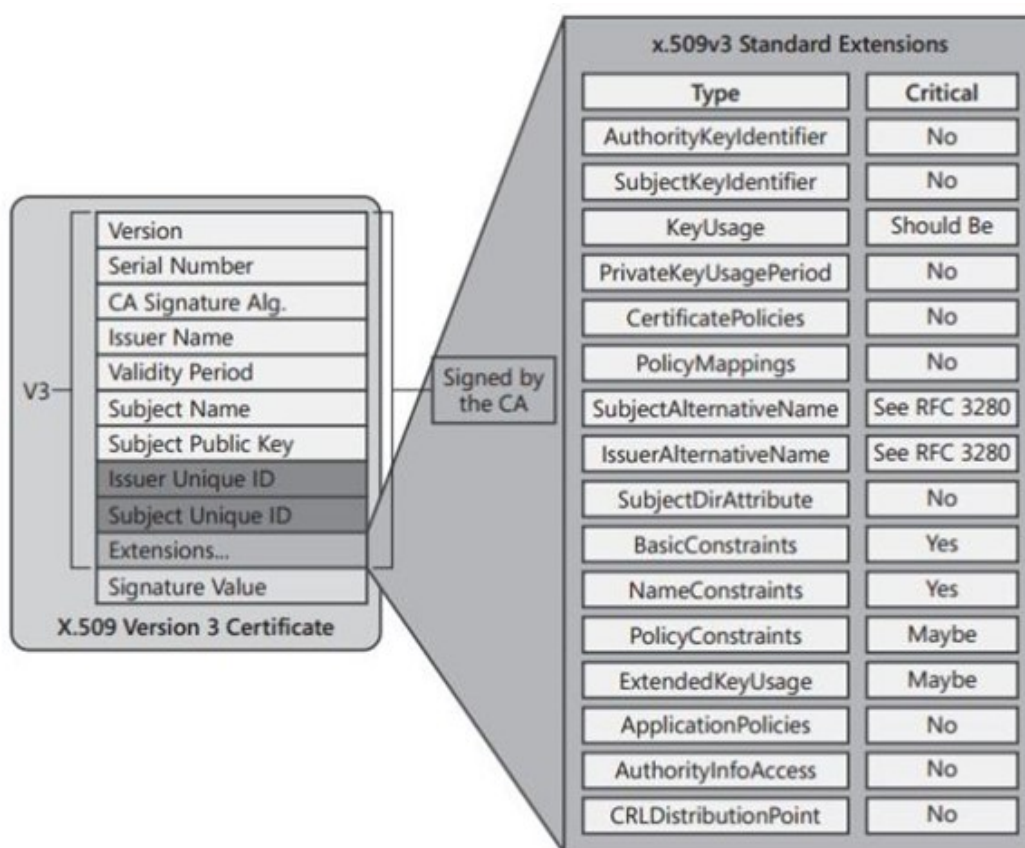 x.509v3 Standard Extensions
Type Critical
AuthorityKeyIdentifier No
SubjectKeyIdentifier No
KeyUsage Should Be
PrivateKeyUsagePeriod No
CertificatePolicies No
PolicyMappings No
SubjectAlternativeName See RFC 3280
IssuerAlternativeName See RFC 3280
SubjectDirAttribute No
BasicConstraints Yes
NameConstraints Yes
PolicyConstraints Maybe
ExtendedKeyUsage Maybe
ApplicationPolicies No
AuthorityInfoAccess No
CRLDistributionPoint No
V3
Version
Serial Number
CA Signature Alg.
Issuer Name
Validity Period
Subject Name
Subject Public Key
Issuer Unique ID
Subject Unique ID
Extensions...
Signature Value
X.509 Version 3 Certificate
Signed by
the CA